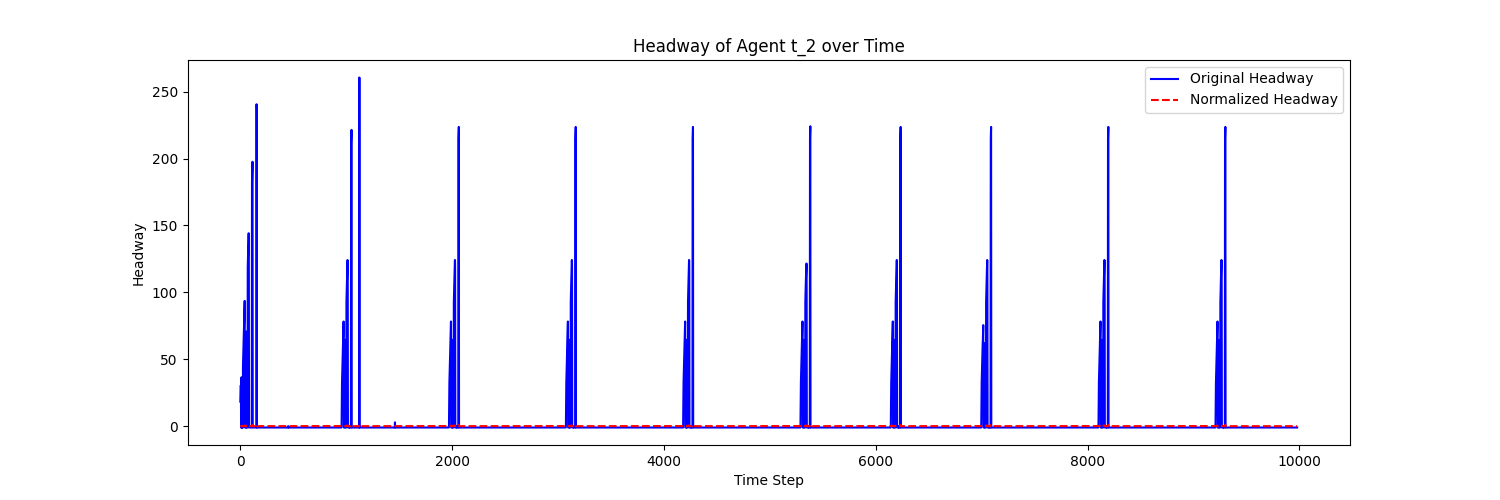 Headway of Agent t_2 over Time
Original Headway
Normalized Headway
Headway
250
200
150
100
50
0
0 2000 4000 6000 8000 10000
Time Step